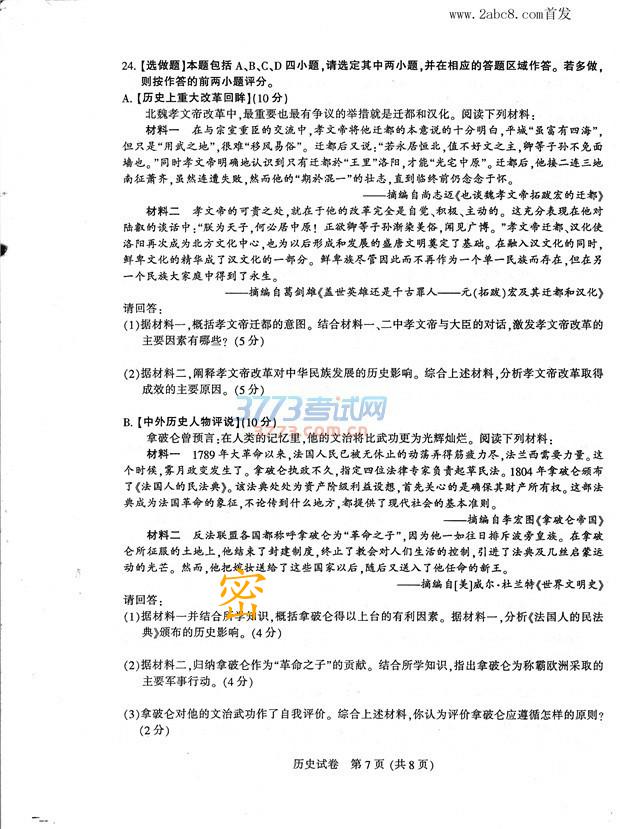 www.2abc8.com首发
24.【选做题】本题包括 A、B、C、D 四小题,请选定其中两小题,并在相应的答题区域作答。若多做,
则按作答的前两小题评分。
A.【历史上重大改革回眸】(10 分)
北魏孝文帝改革中,最重要也最有争议的举措就是迁都和汉化。阅读下列材料:
材料一 在与宗室重臣的交流中,孝文帝将他迁都的本意说的十分明白,平城“虽富有四海”,
但只是“用武之地”,很难“移风易俗”。迁都后又说:“若永居恒北,值不好文之主,卿等子孙不免面
墙也。”同时孝文帝明确地认识到只有迁都於“王里”洛阳,才能“光宅中原”。迁都后,他接二连三地
南征萧齐,虽然连遭失败,然而他的“期於混一”的壮志,直到临终前仍念念于怀。
——摘编自尚志迈《也谈魏孝文帝拓跋宏的迁都》
材料二 孝文帝的可贵之处,就在于他的改革完全是自觉、积极、主动的。这充分表现在他对
陆叡的谈话中:“朕为天子,何必居中原!正欲卿等子孙渐染美俗,闻见广博。”孝文帝迁都、汉化使
洛阳再次成为北方文化中心,也为以后形成和发展的盛唐文明奠定了基础。在融入汉文化的同时,
鲜卑文化的精华成了汉文化的一部分。鲜卑族尽管因此而不再作为一个单一民族而存在,但在另
一个民族大家庭中得到了永生。
——摘编自葛剑雄《盖世英雄还是千古罪人——元(拓跋)宏及其迁都和汉化》
请回答:
(1)据材料一,概括孝文帝迁都的意图。结合材料一、二中孝文帝与大臣的对话,激发孝文帝改革的
主要因素有哪些?(5 分)
(2)据材料二,阐释孝文帝改革对中华民族发展的历史影响。综合上述材料,分析孝文帝改革取得
成效的主要原因。(5 分)
3773考试网
3773.com.cn
B.【中外历史人物评说】(10 分)
拿破仑曾预言:在人类的记忆里,他的文治将比武功更为光辉灿烂。阅读下列材料:
材料一 1789 年大革命以来,法国人民已被无休止的动荡弄得筋疲力尽,法兰西需要力量。这
个时候,雾月政变发生了。拿破仑执政不久,指定四位法律专家负责起草民法。1804 年拿破仑颁布
了《法国人的民法典》。该法典处处为资产阶级利益设想,首先关心的是确保其财产所有权。这部法
典成为法国革命的象征,不论传到什么地方,都提供了现代社会的基本准则。
——摘编自李宏图《拿破仑帝国》
材料二 反法联盟各国都称呼拿破仑为“革命之子”,因为他一如往日排斥波旁皇族。在拿破
仑所征服的土地上,他结束了封建制度,终止了教会对人们生活的控制,引进了法典及几丝启蒙运
动的光芒。然而,他把嫁妆送给了这些国家以后,随后又送入了他任命的新王。
——摘编自[美]威尔·杜兰特《世界文明史》
密
请回答:
(1)据材料一并结合所学知识,概括拿破仑得以上台的有利因素。据材料一,分析《法国人的民法
典》颁布的历史影响。(4 分)
(2)据材料二,归纳拿破仑作为“革命之子”的贡献。结合所学知识,指出拿破仑为称霸欧洲采取的
主要军事行动。(4 分)
(3)拿破仑对他的文治武功作了自我评价。综合上述材料,你认为评价拿破仑应遵循怎样的原则?
(2 分)
历史试卷 第 7 页 (共 8 页)